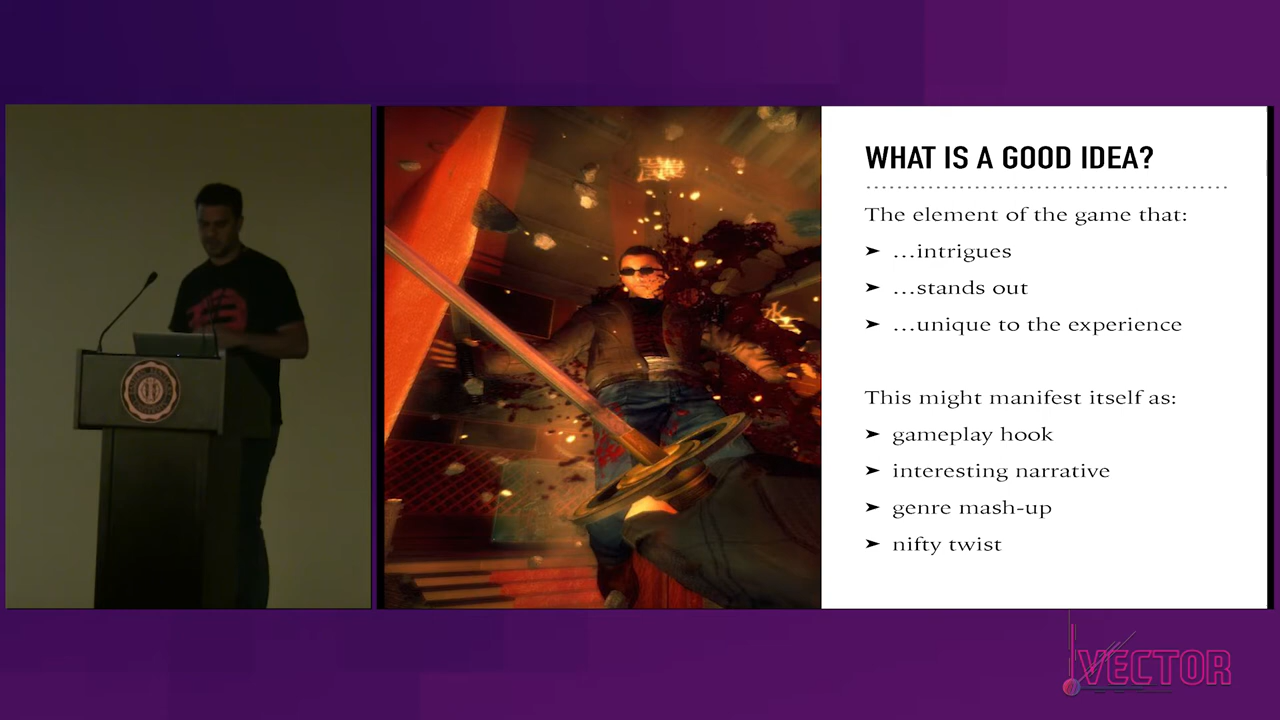 WHAT IS A GOOD IDEA?
The element of the game that:
➤ …intrigues
➤ …stands out
➤ …unique to the experience
This might manifest itself as:
➤ gameplay hook
➤ interesting narrative
➤ genre mash-up
➤ nifty twist
VECTOR